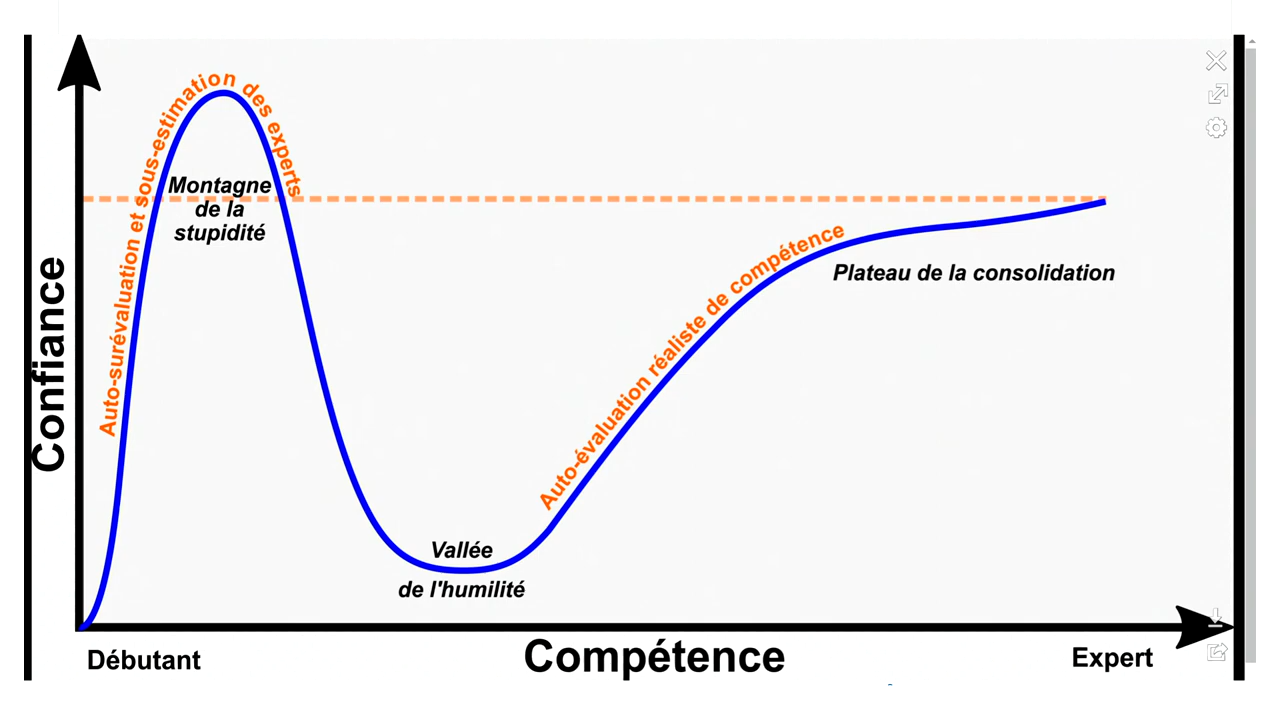 Auto-surévaluation et sous-estimation des experts
Montagne
de la
stupidité
Auto-évaluation réaliste de compétence
Plateau de la consolidation
Confiance
Vallée
de l'humilité
Débutant
Compétence
Expert